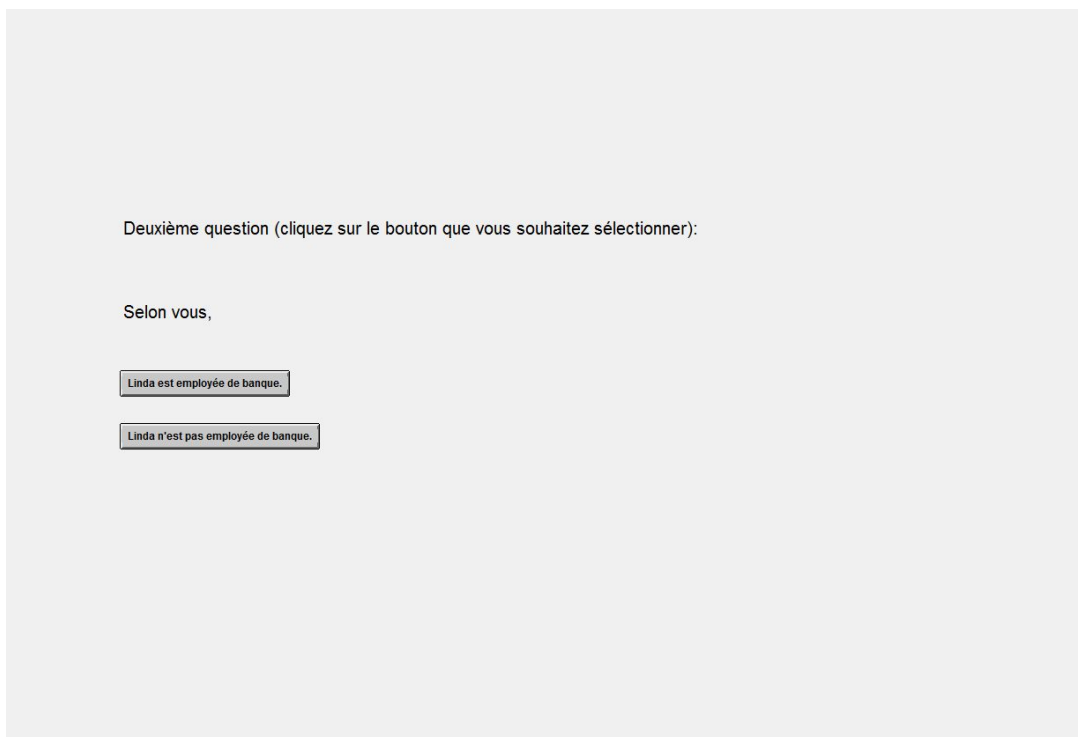 Deuxième question (cliquez sur le bouton que vous souhaitez sélectionner):
Selon vous,
Linda est employée de banque.
Linda n'est pas employée de banque.